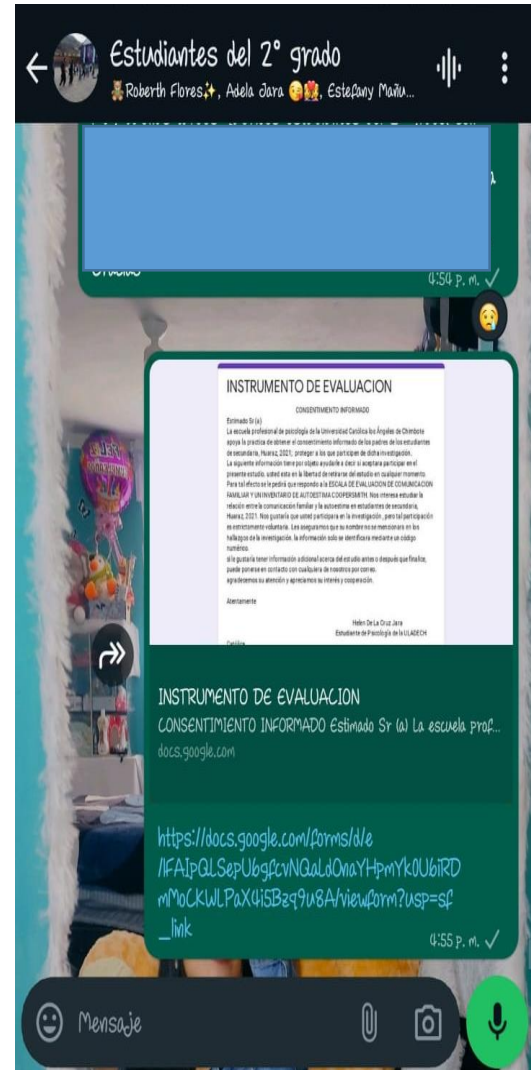 Estudiantes del 2° grado
Roberth Flores, Adela Jara, Estefany Mañu...
4:54 p. m.
INSTRUMENTO DE EVALUACION
CONSENTIMIENTO INFORMADO
Estimado Sr (a)
La escuela profesional de psicología de la Universidad Católica los Ángeles de Chimbote
apoya la practica de obtener el consentimiento informado de los padres de los estudiantes
de secundaria, Huaraz, 2021; proteger a los que participen de dicha investigación.
La siguiente información tiene por objeto ayudarle a decir si aceptara participar en el
presente estudio. usted esta en la libertad de retirarse del estudio en cualquier momento.
Para tal efecto se le pedirá que responda a la ESCALA DE EVALUACION DE COMUNICACION
FAMILIAR Y UN INVENTARIO DE AUTOESTIMA COOPERSMITH. Nos interesa estudiar la
relación entre la comunicación familiar y la autoestima en estudiantes de secundaria,
Huaraz, 2021. Nos gustaría que usted participara en la investigación , pero tal participación
es estrictamente voluntaria. Les aseguramos que su nombre no se mencionara en los
hallazgos de la investigación. la información solo se identificara mediante un código
numérico.
si le gustaría tener información adicional acerca del estudio antes o después que finalice,
puede ponerse en contacto con cualquiera de nosotros por correo.
agradecemos su atención y apreciamos su interés y cooperación.
Atentamente
Helen De La Cruz Jara
Estudiante de Psicología de la ULADECH
Católica
INSTRUMENTO DE EVALUACION
CONSENTIMIENTO INFORMADO Estimado Sr (a) La escuela prof...
docs.google.com
https://docs.google.com/forms/d/e
/1FAIpQLSepUbgfcvNQaLdOnaYHpmYk0UbiRD
mMoCKWLPaX4i5Bzq9u8A/viewform?usp=sf
_link
4:55 p. m.
Mensaje